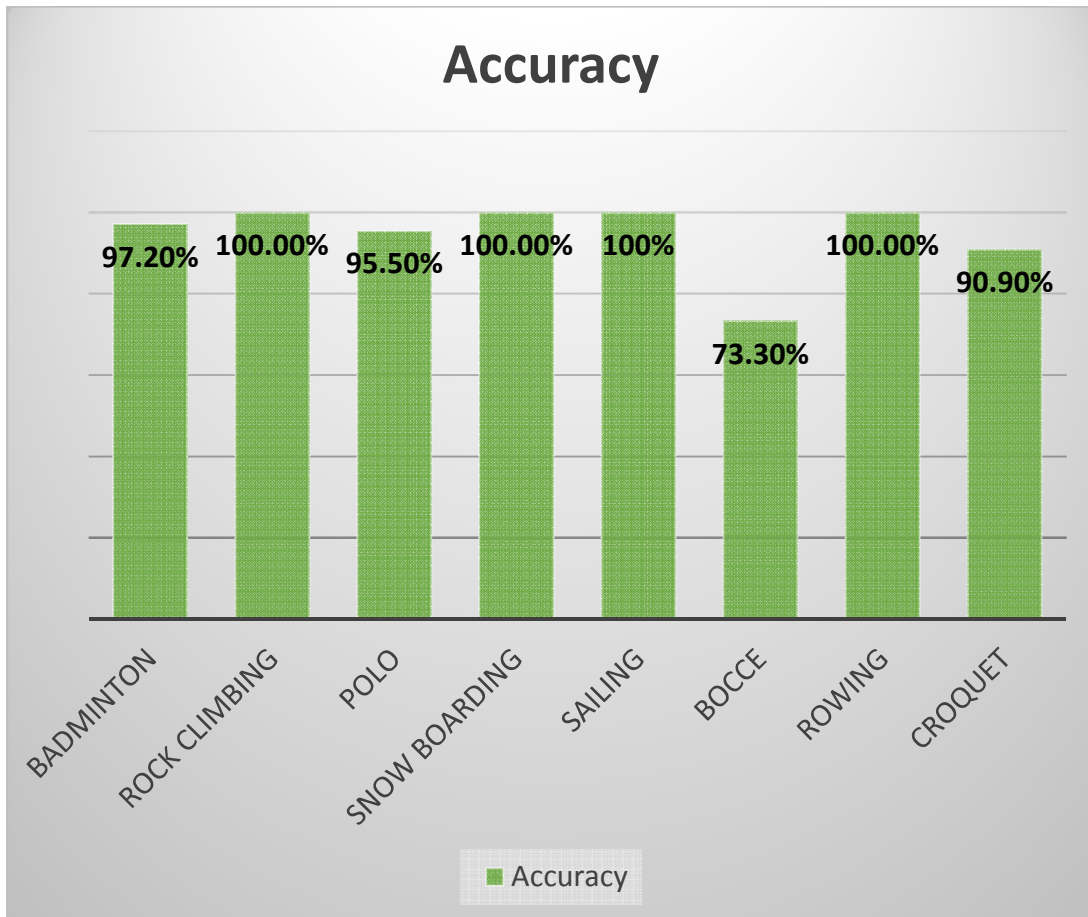 Accuracy
97.20%
100.00%
95.50%
100.00%
100%
73.30%
100.00%
90.90%
BADMINTON
ROCK CLIMBING
POLO
SNOW BOARDING
SAILING
BOCCE
ROWING
CROQUET
Accuracy